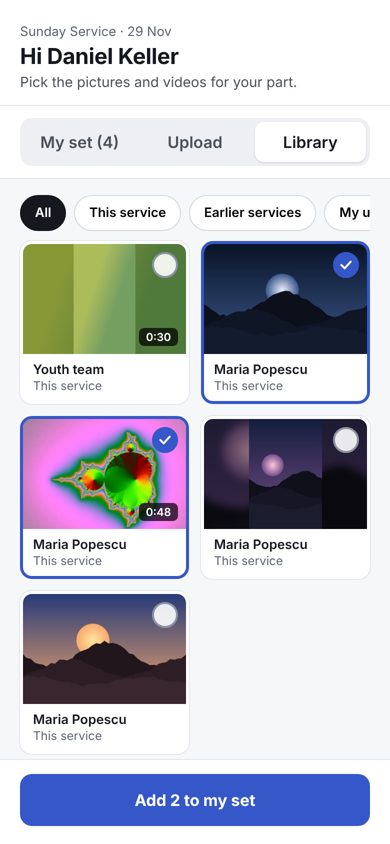 Sunday Service · 29 Nov
Hi Daniel Keller
Pick the pictures and videos for your part.
My set (4) Upload Library
All This service Earlier services My u
0:30
Youth team
This service
Maria Popescu
This service
0:48
Maria Popescu
This service
Maria Popescu
This service
Maria Popescu
This service
Add 2 to my set